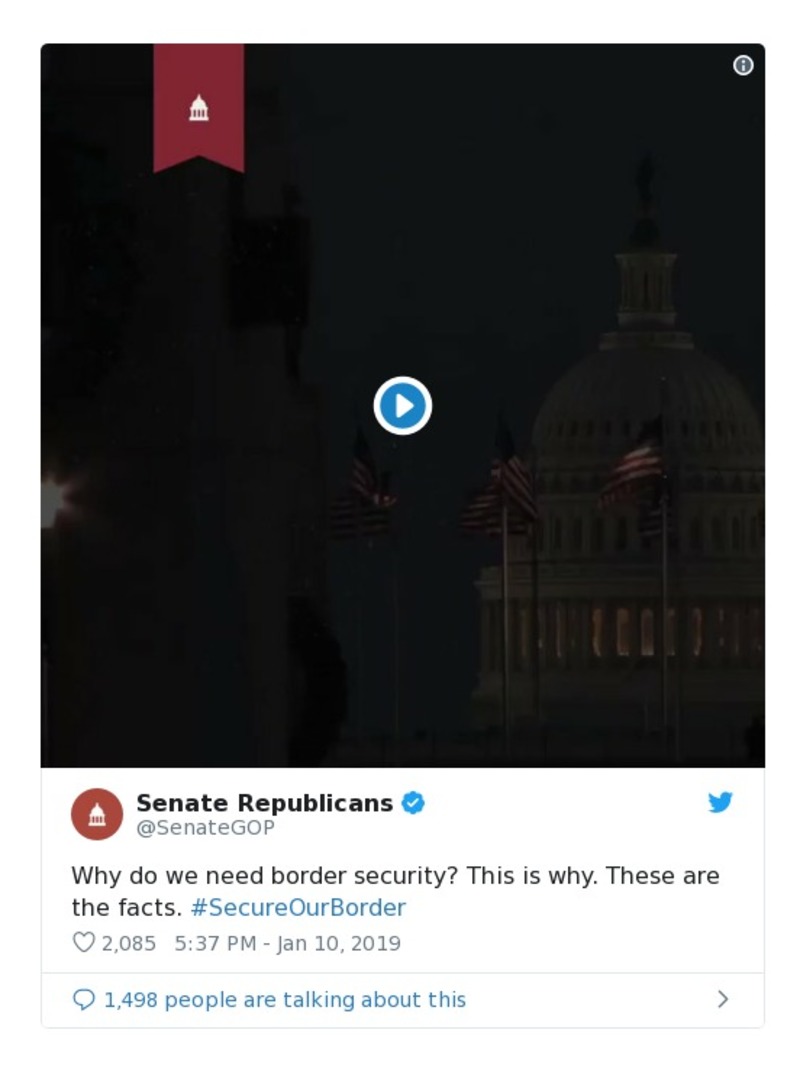 Senate Republicans
@SenateGOP
Why do we need border security? This is why. These are
the facts. #SecureOurBorder
2,085 5:37 PM - Jan 10, 2019
1,498 people are talking about this